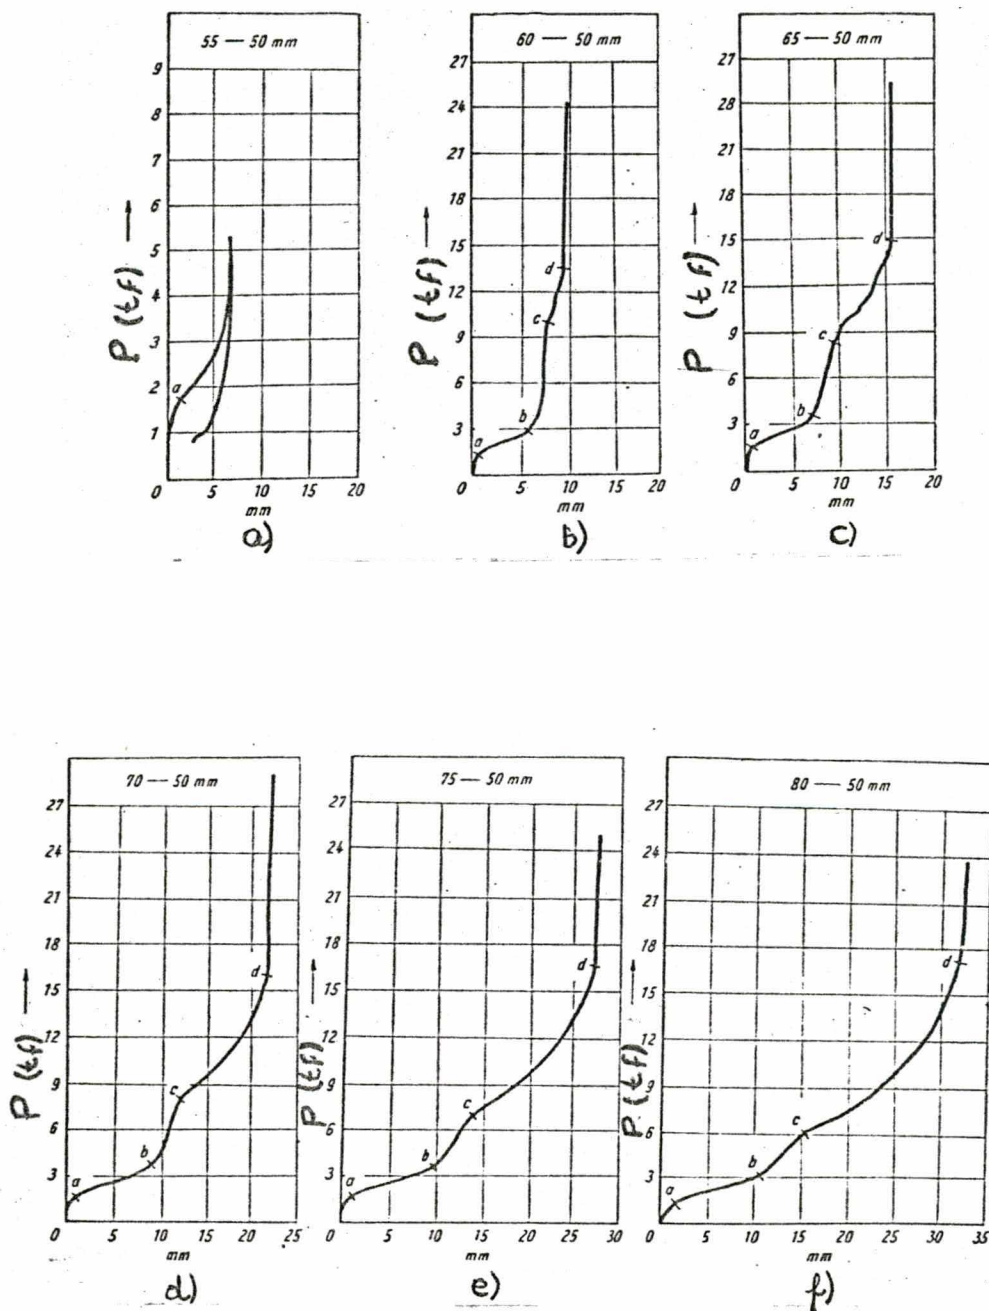 55 — 50 mm
9
8
7
6
5
4
3
2
1
P (tf)
a
0 5 10 15 20
mm
a)
60 — 50 mm
27
24
21
18
15
12
9
6
3
P (tf)
d
c
b
a
0 5 10 15 20
mm
b)
65 — 50 mm
27
28
21
18
15
12
9
6
3
P (tf)
d
c
b
a
0 5 10 15 20
mm
c)
70 — 50 mm
27
24
21
18
15
12
9
6
3
P (tf)
d
c
b
a
0 5 10 15 20 25
mm
d)
75 — 50 mm
27
24
21
18
15
12
9
6
3
P (tf)
d
c
b
a
0 5 10 15 20 25 30
mm
e)
80 — 50 mm
27
24
21
18
15
12
9
6
3
P (tf)
d
c
b
a
0 5 10 15 20 25 30 35
mm
f)